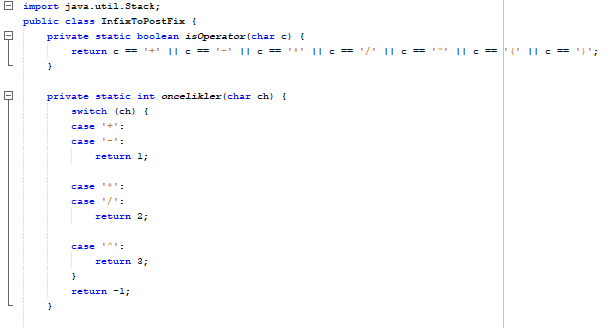 import java.util.Stack;
public class InfixToPostFix {
    private static boolean isOperator(char c) {
        return c == '+' || c == '-' || c == '*' || c == '/' || c == '^' || c == '(' || c == ')';
    }
    private static int oncelikler(char ch) {
        switch (ch) {
        case '+':
        case '-':
            return 1;
        case '*':
        case '/':
            return 2;
        case '^':
            return 3;
        }
        return -1;
    }